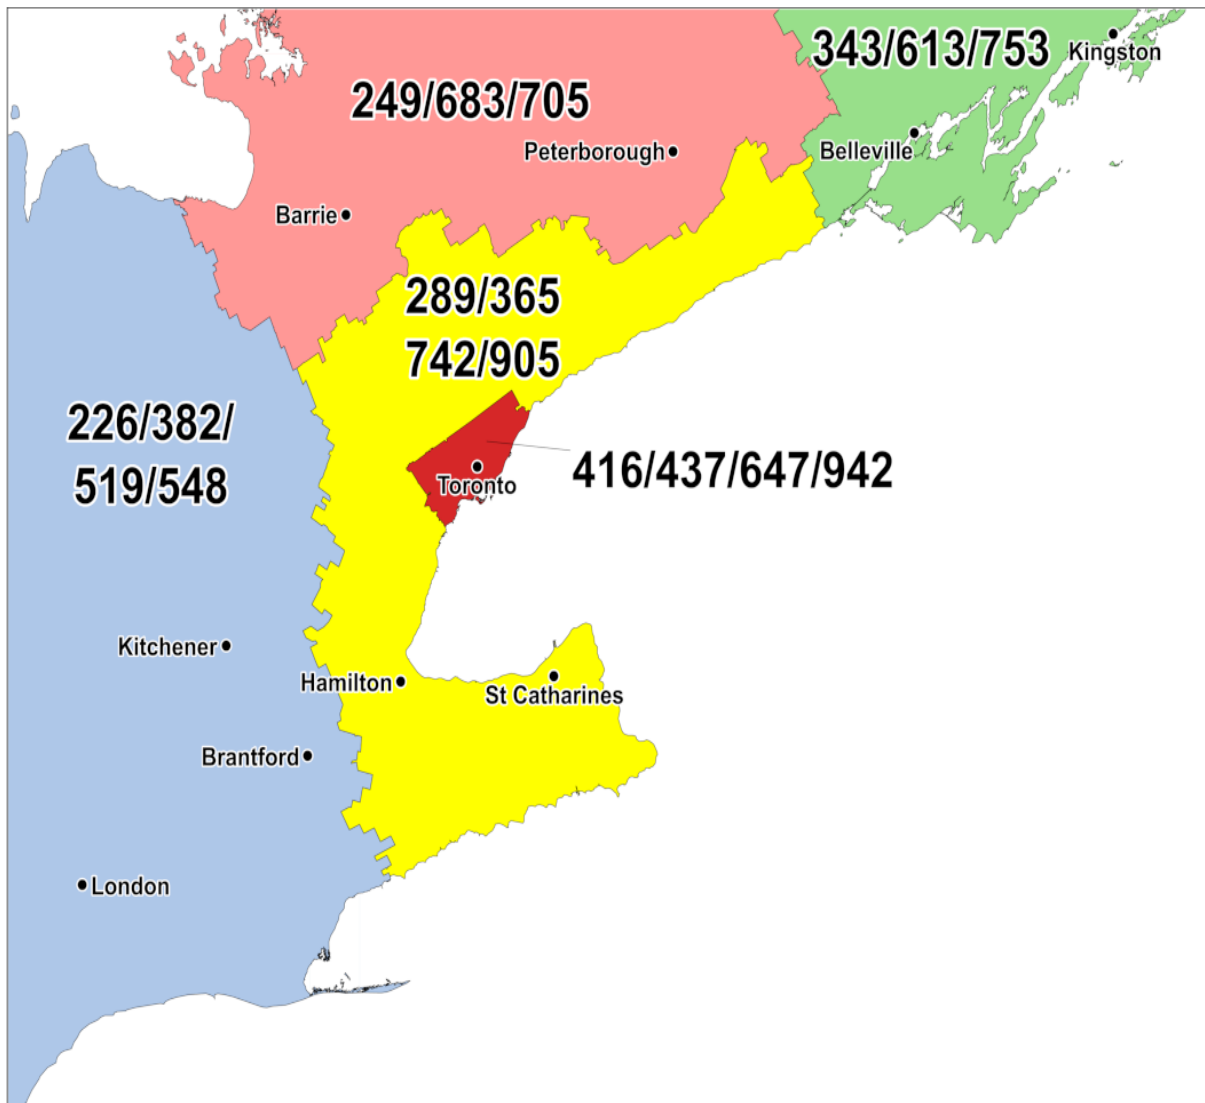 343/613/753
Kingston
249/683/705
Peterborough
Belleville
Barrie
289/365
742/905
226/382/
519/548
416/437/647/942
Toronto
Kitchener
Hamilton
St Catharines
Brantford
London